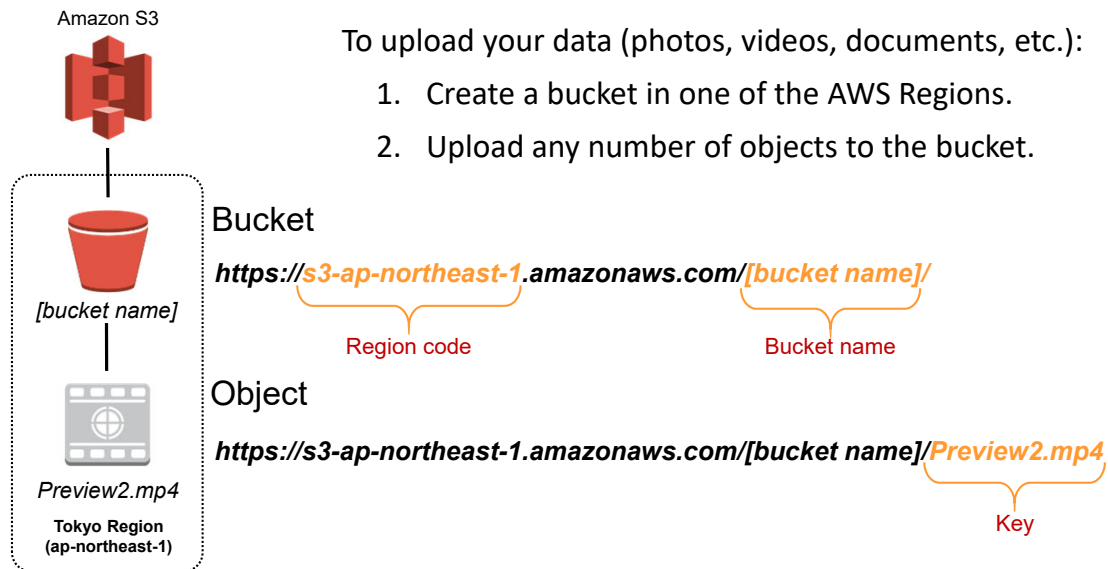 Amazon S3
To upload your data (photos, videos, documents, etc.):
1. Create a bucket in one of the AWS Regions.
2. Upload any number of objects to the bucket.
Bucket
https://s3-ap-northeast-1.amazonaws.com/[bucket name]/
[bucket name]
Region code
Bucket name
Object
https://s3-ap-northeast-1.amazonaws.com/[bucket name]/Preview2.mp4
Preview2.mp4
Key
Tokyo Region
(ap-northeast-1)